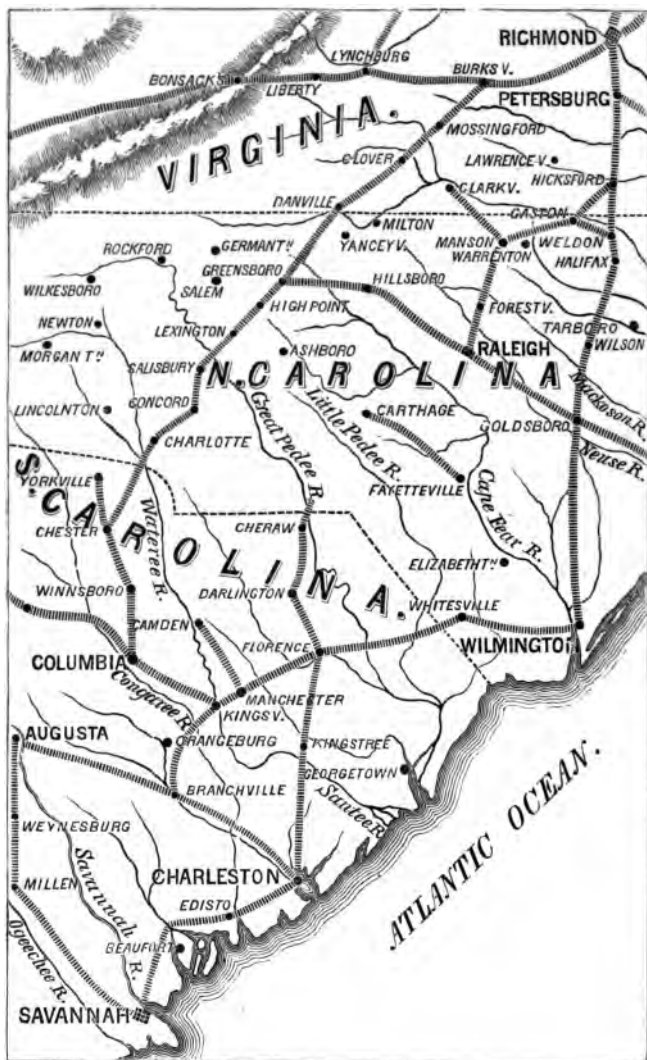 RICHMOND
LYNCHBURG
BONSACKS
LIBERTY
BURKSV.
PETERSBURG
VIRGINIA.
MOSSINGFORD
CLOVER
LAWRENCEV.
CLARKV.
HICKSFORD
DANVILLE
GASTON
MILTON
YANCEYV.
MANSON
WELDON
WARRENTON
HALIFAX
ROCKFORD
GERMANTN
GREENSBORO
SALEM
HILLSBORO
WILKESBORO
HIGHPOINT
FORESTV.
NEWTON
LEXINGTON
TARBORO
WILSON
MORGANTN
SALISBURY
ASHBORO
RALEIGH
N CAROLINA
LINCOLNTON
CONCORD
CARTHAGE
GOLDSBORO
Mackason R.
Neuse R.
CHARLOTTE
Great Pedee R.
Little Pedee R.
Cape Fear R.
FAYETTEVILLE
YORKVILLE
S CAROLINA.
Wateree R.
CHESTER
CHERAW
ELIZABETHTN
WINNSBORO
DARLINGTON
WHITESVILLE
CAMDEN
FLORENCE
WILMINGTON
COLUMBIA
Congaree R.
MANCHESTER
KINGSV.
AUGUSTA
ORANGEBURG
KINGSTREE
GEORGETOWN
BRANCHVILLE
Santee R.
WEYNESBURG
Savannah R.
CHARLESTON
MILLEN
EDISTO
BEAUFORT
Ogeechee R.
SAVANNAH
ATLANTIC OCEAN.